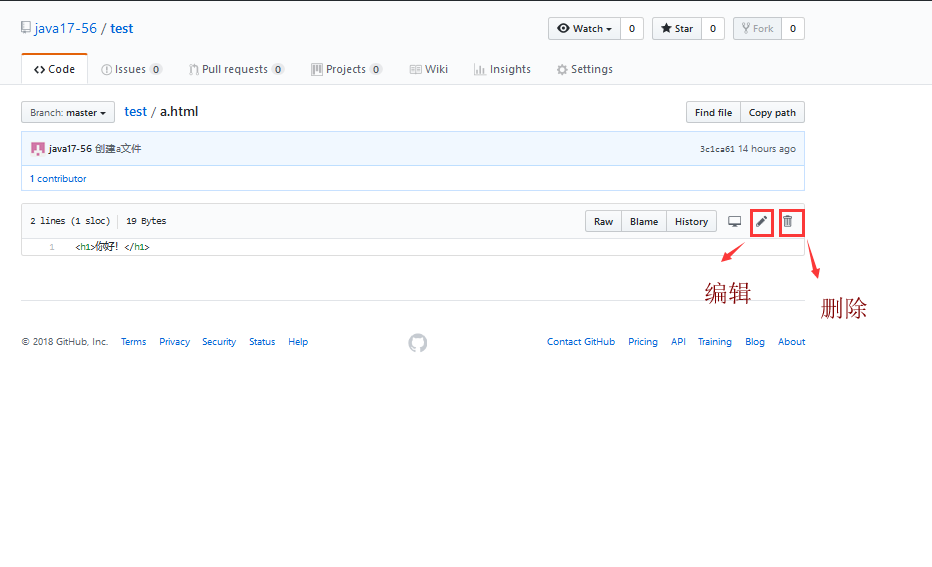 java17-56 / test
Watch 0 Star 0 Fork 0
Code Issues 0 Pull requests 0 Projects 0 Wiki Insights Settings
Branch: master test / a.html Find file Copy path
java17-56 创建a文件 3c1ca61 14 hours ago
1 contributor
2 lines (1 sloc) 19 Bytes Raw Blame History
1 <h1>你好！</h1>
编辑
删除
© 2018 GitHub, Inc. Terms Privacy Security Status Help Contact GitHub Pricing API Training Blog About